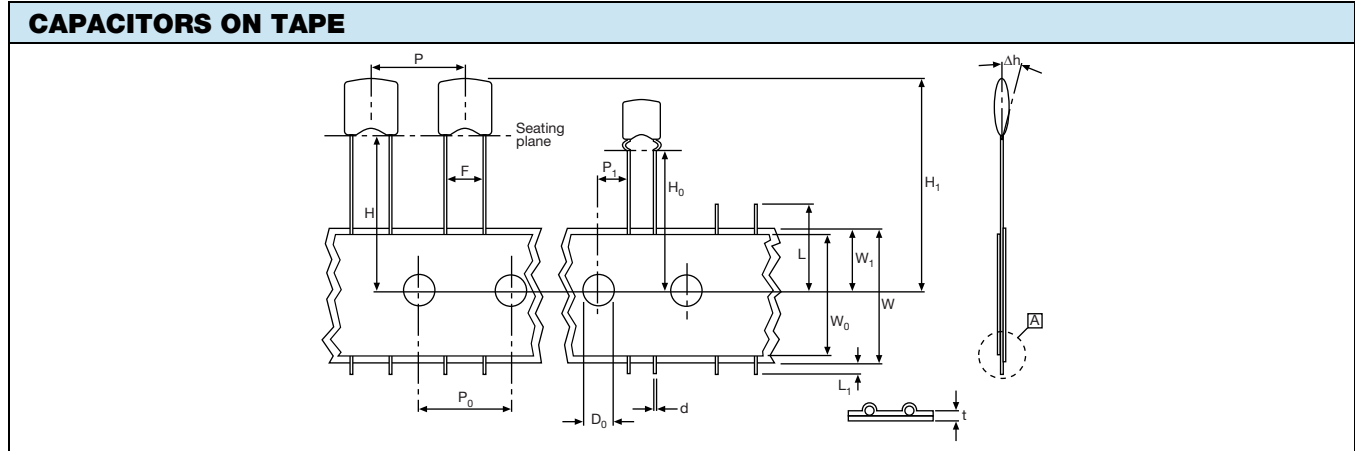 CAPACITORS ON TAPE
P
Δh
Seating
plane
F
P₁
H₀
H₁
H
L
W₁
W
W₀
A
L₁
P₀
D₀
d
t